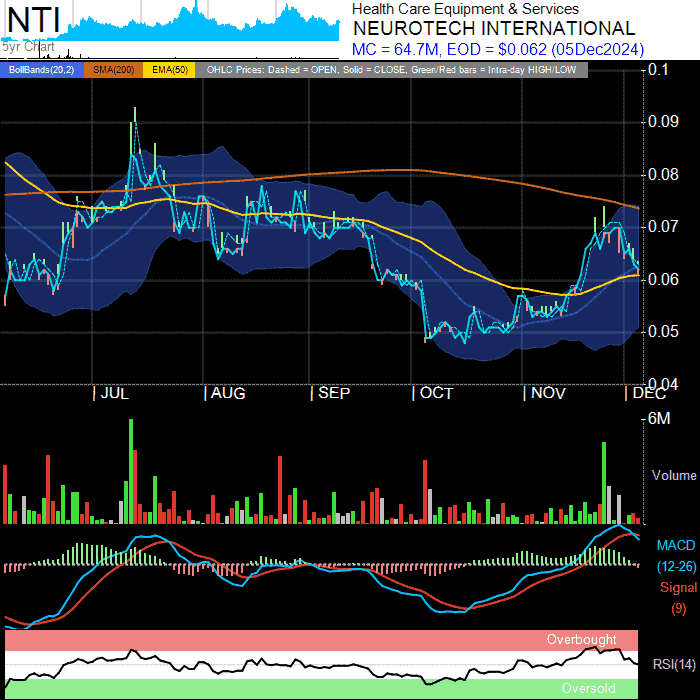 NTI
5yr Chart
Health Care Equipment & Services
NEUROTECH INTERNATIONAL
MC = 64.7M, EOD = $0.062 (05Dec2024)
BollBands(20,2) SMA(200) EMA(50) OHLC Prices: Dashed = OPEN, Solid = CLOSE, Green/Red bars = Intra-day HIGH/LOW
0.1
0.09
0.08
0.07
0.06
0.05
0.04
| JUL | AUG | SEP | OCT | NOV | DEC
6M
Volume
MACD
(12-26)
Signal
(9)
Overbought
RSI(14)
Oversold